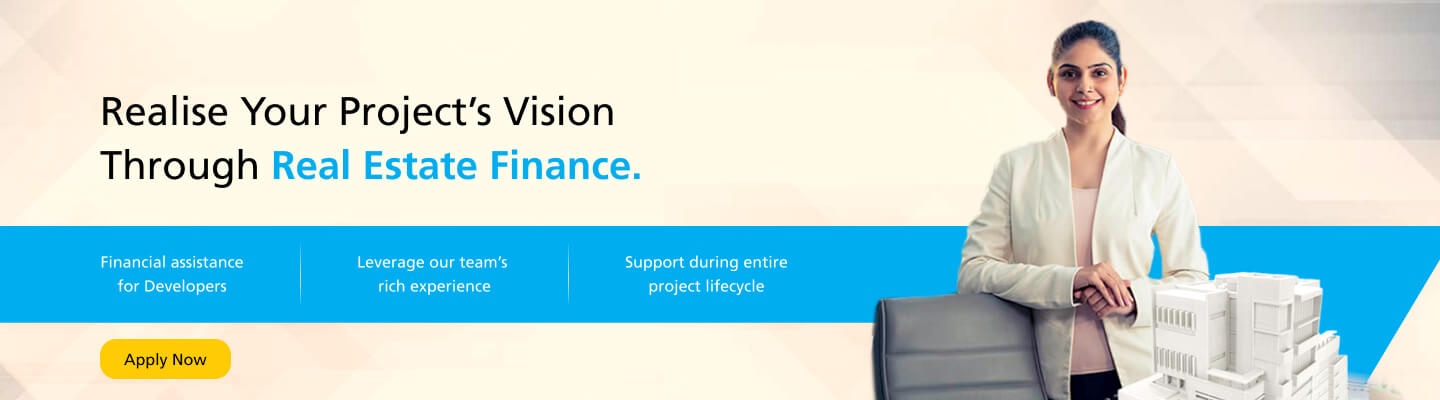 Realise Your Project’s Vision
Through Real Estate Finance.
Financial assistance
for Developers
Leverage our team’s
rich experience
Support during entire
project lifecycle
Apply Now